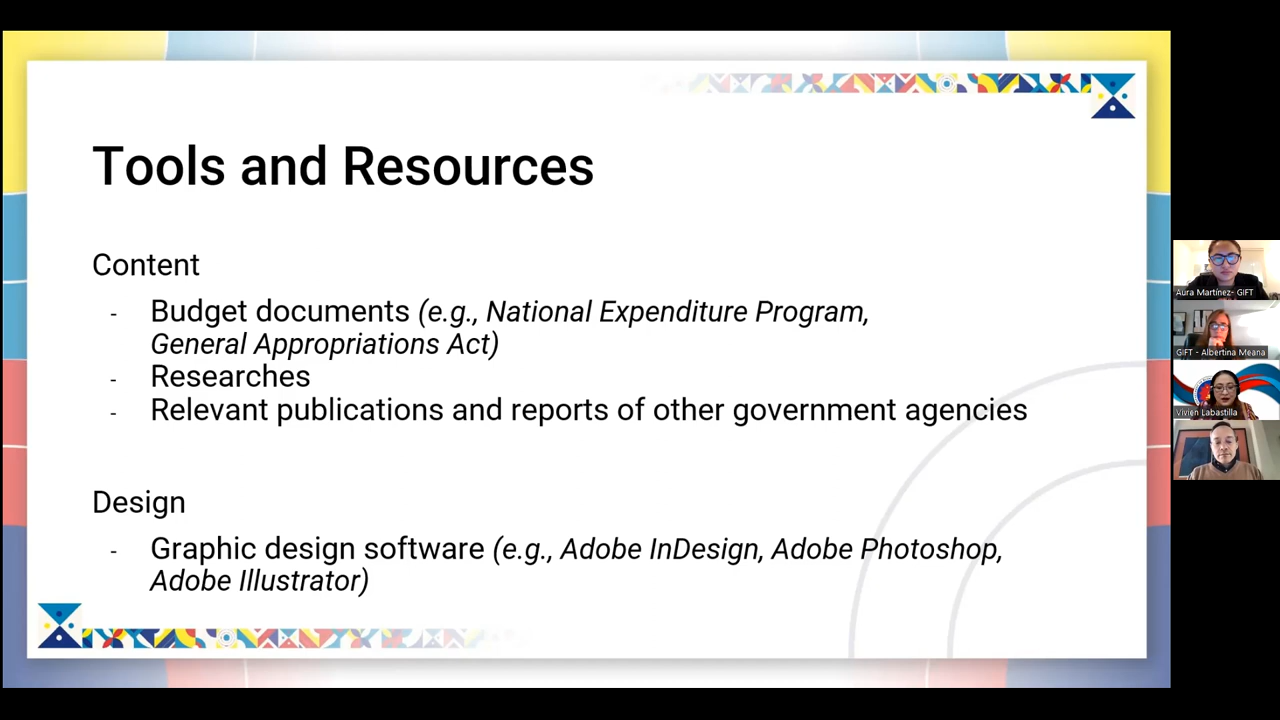 Tools and Resources
Content
- Budget documents (e.g., National Expenditure Program,
General Appropriations Act)
- Researches
- Relevant publications and reports of other government agencies
Design
- Graphic design software (e.g., Adobe InDesign, Adobe Photoshop,
Adobe Illustrator)
Aura Martínez- GIFT
GIFT - Albertina Meana
Vivien Labastilla